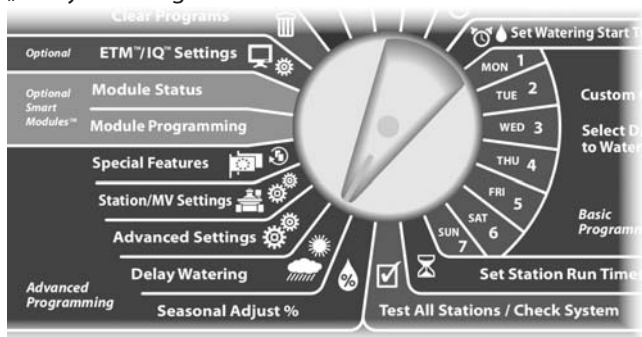 Clear Programs
Optional
ETM™/IQ™ Settings
Optional
Smart
Modules™
Module Status
Module Programming
Special Features
Station/MV Settings
Advanced Settings
Delay Watering
Advanced
Programming
Seasonal Adjust %
%
Set Watering Start
MON 1
TUE 2
WED 3
THU 4
FRI 5
SAT 6
SUN 7
Custom
Select D
to Water
Basic
Programm
Set Station Run Time
Test All Stations / Check System